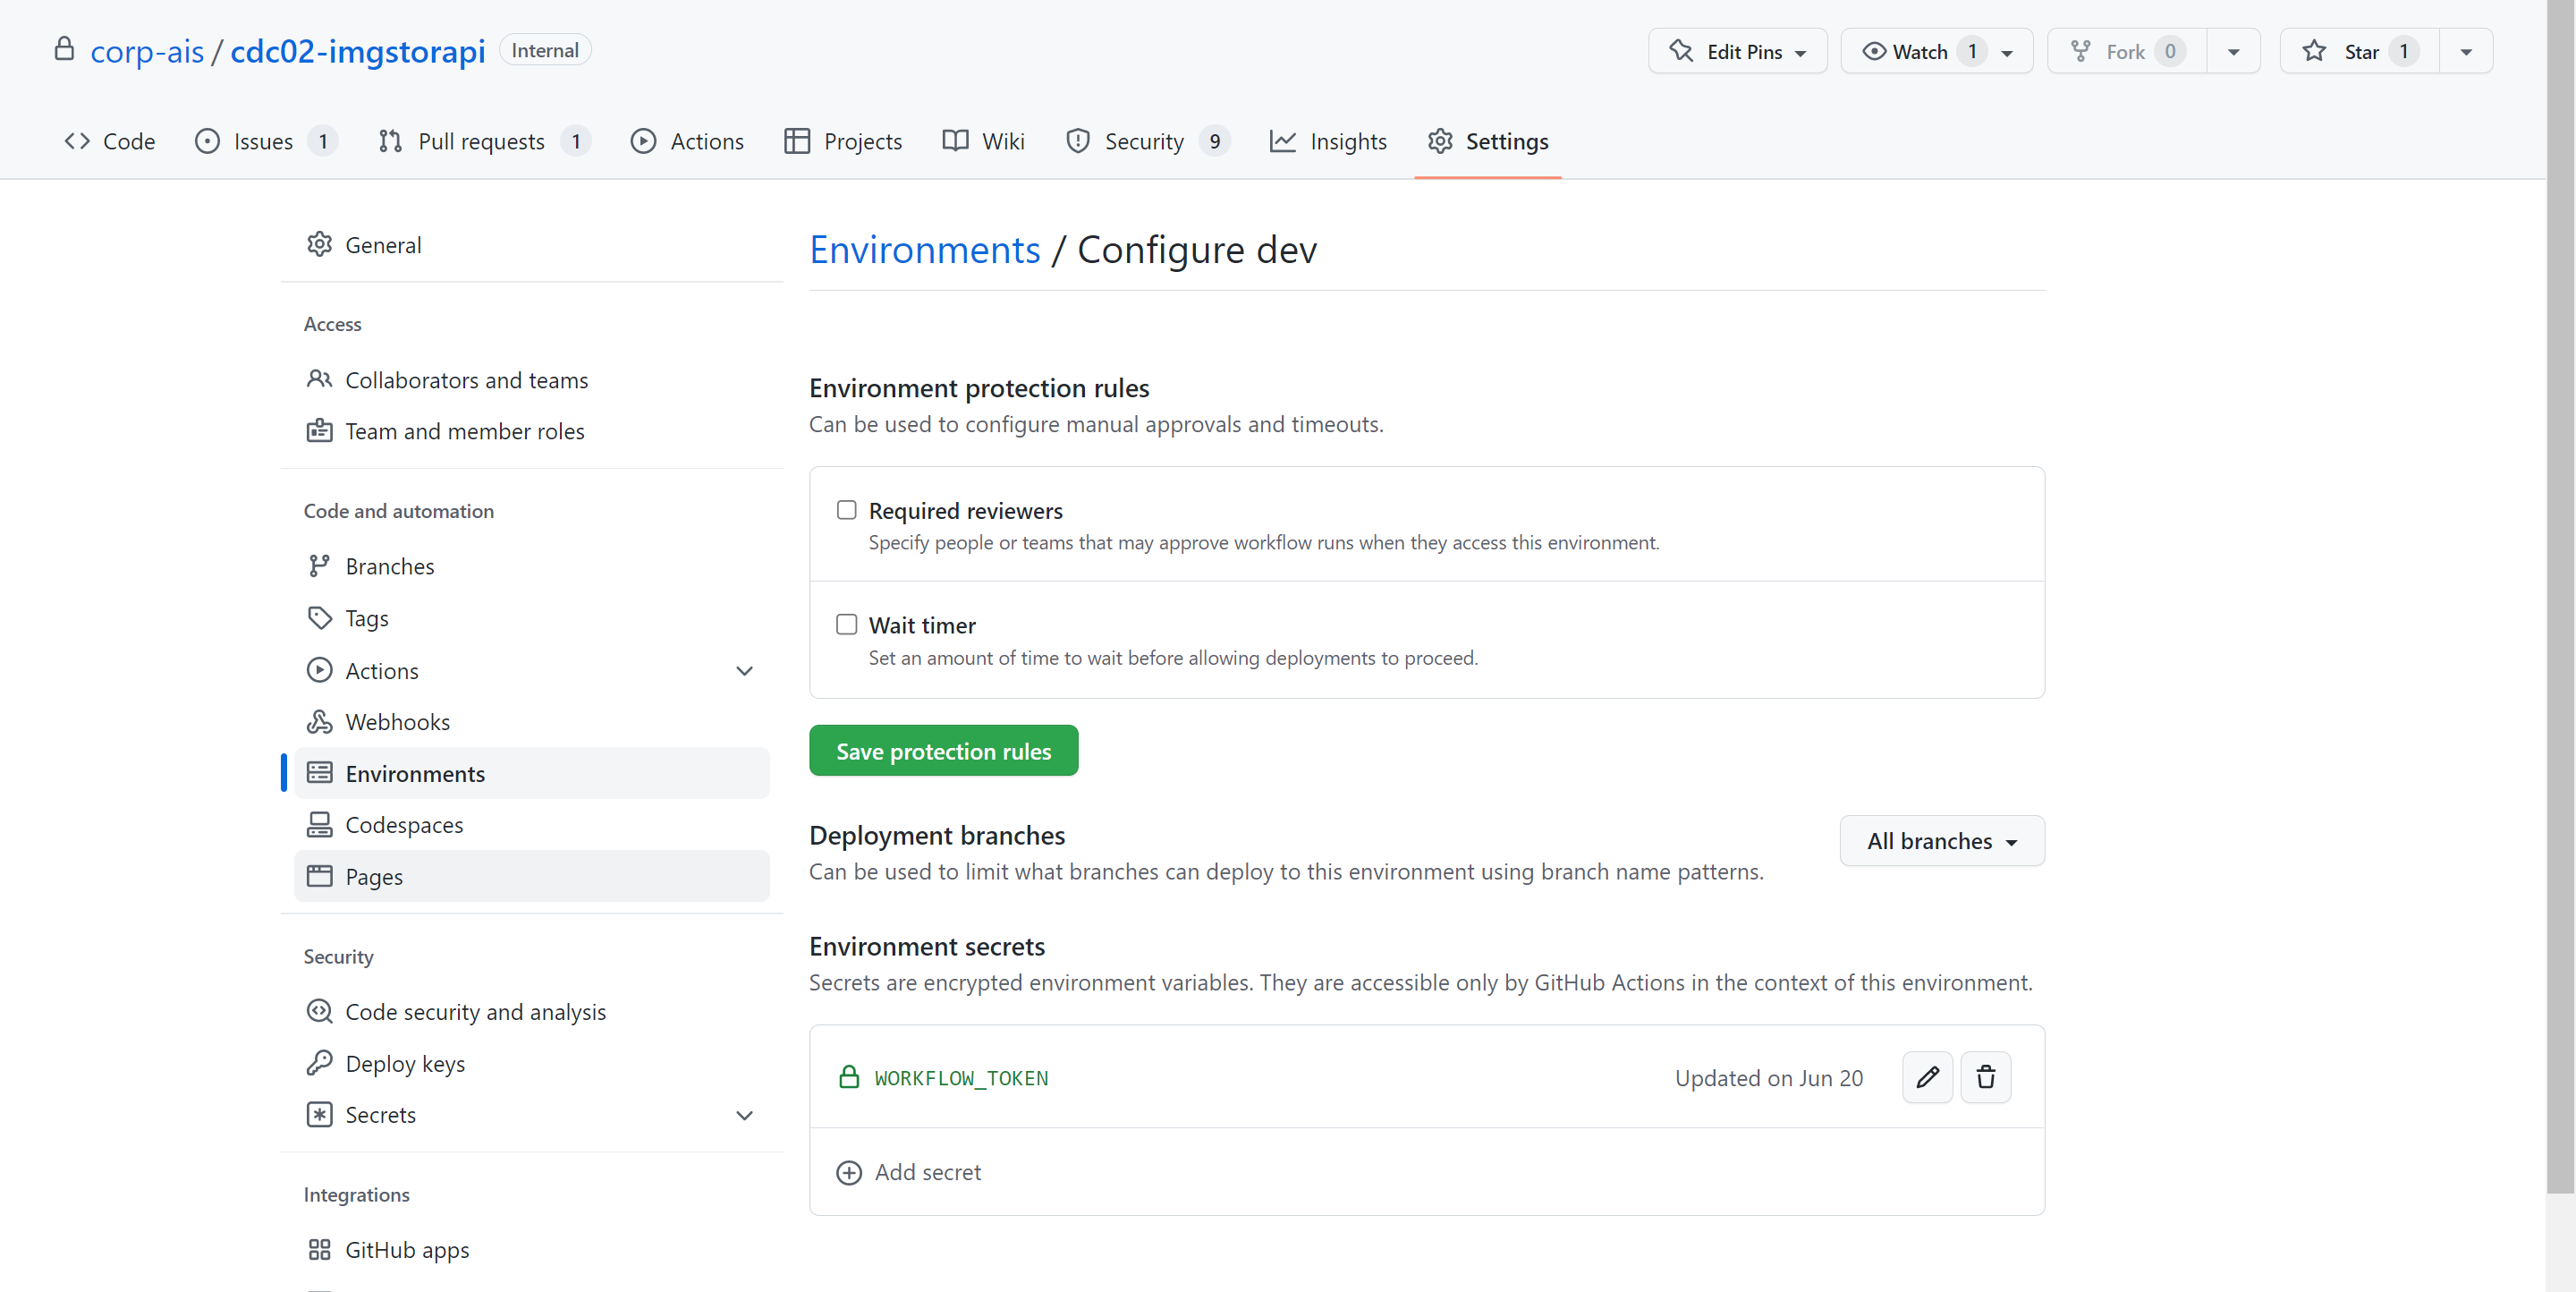 corp-ais / cdc02-imgstorapi Internal
Edit Pins Watch 1 Fork 0 Star 1
Code Issues 1 Pull requests 1 Actions Projects Wiki Security 9 Insights Settings
General
Access
Collaborators and teams
Team and member roles
Code and automation
Branches
Tags
Actions
Webhooks
Environments
Codespaces
Pages
Security
Code security and analysis
Deploy keys
Secrets
Integrations
GitHub apps
Environments / Configure dev
Environment protection rules
Can be used to configure manual approvals and timeouts.
Required reviewers
Specify people or teams that may approve workflow runs when they access this environment.
Wait timer
Set an amount of time to wait before allowing deployments to proceed.
Save protection rules
Deployment branches
All branches
Can be used to limit what branches can deploy to this environment using branch name patterns.
Environment secrets
Secrets are encrypted environment variables. They are accessible only by GitHub Actions in the context of this environment.
WORKFLOW_TOKEN Updated on Jun 20
Add secret